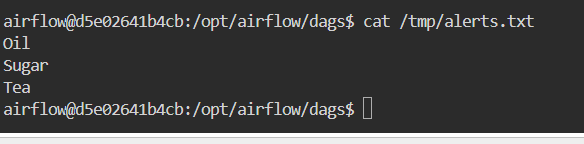 airflow@d5e02641b4cb:/opt/airflow/dags$ cat /tmp/alerts.txt
Oil
Sugar
Tea
airflow@d5e02641b4cb:/opt/airflow/dags$